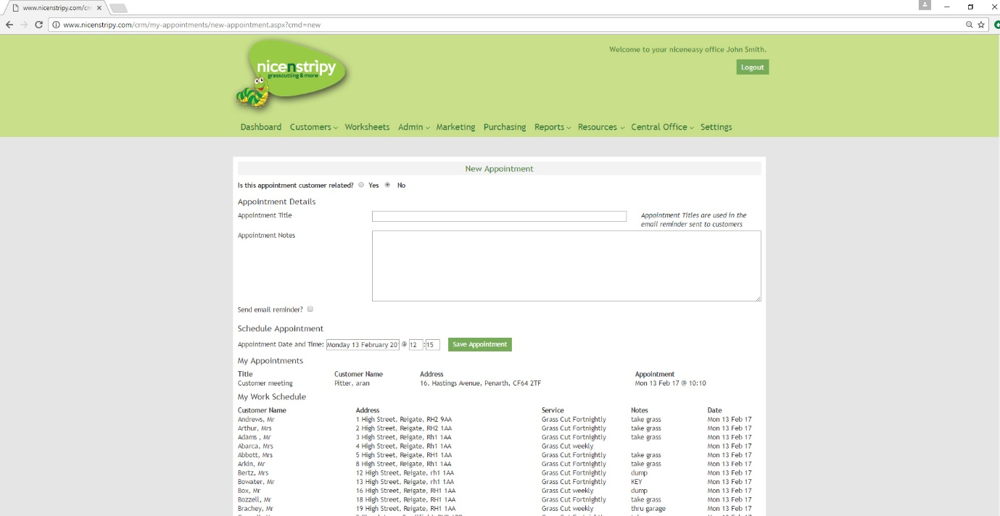 www.nicenstripy.com/crm
www.nicenstripy.com/crm/my-appointments/new-appointment.aspx?cmd=new
nicenstripy
grasscutting & more
Welcome to your niceneasy office John Smith.
Logout
Dashboard Customers Worksheets Admin Marketing Purchasing Reports Resources Central Office Settings
New Appointment
Is this appointment customer related? Yes No
Appointment Details
Appointment Title
Appointment Titles are used in the
email reminder sent to customers
Appointment Notes
Send email reminder?
Schedule Appointment
Appointment Date and Time: Monday 13 February 201 @ 12 : 15 Save Appointment
My Appointments
Title Customer Name Address Appointment
Customer meeting Pitter, aran 16, Hastings Avenue, Penarth, CF64 2TF Mon 13 Feb 17 @ 10:10
My Work Schedule
Customer Name Address Service Notes Date
Andrews, Mr 1 High Street, Reigate, RH2 9AA Grass Cut Fortnightly take grass Mon 13 Feb 17
Arthur, Mrs 2 High Street, Reigate, RH2 1AA Grass Cut Fortnightly take grass Mon 13 Feb 17
Adams , Mr 3 High Street, Reigate, Rh1 1AA Grass Cut Fortnightly take grass Mon 13 Feb 17
Abarca, Mrs 4 High Street, Reigate, Rh1 1AA Grass Cut weekly Mon 13 Feb 17
Abbott, Mrs 5 High Street, Reigate, RH1 1AA Grass Cut Fortnightly take grass Mon 13 Feb 17
Arkin, Mr 8 High Street, Reigate, Rh1 1AA Grass Cut Fortnightly take grass Mon 13 Feb 17
Bertz, Mrs 12 High Street, Reigate, rh1 1AA Grass Cut Fortnightly dump Mon 13 Feb 17
Bowater, Mr 13 High Street, Reigate, rh1 1AA Grass Cut Fortnightly KEY Mon 13 Feb 17
Box, Mr 16 High Street, Reigate, RH1 1AA Grass Cut weekly dump Mon 13 Feb 17
Bozzell, Mr 18 High Street, Reigate, RH1 1AA Grass Cut Fortnightly take grass Mon 13 Feb 17
Brachey, Mr 19 High Street, Reigate, RH1 1AA Grass Cut weekly thru garage Mon 13 Feb 17